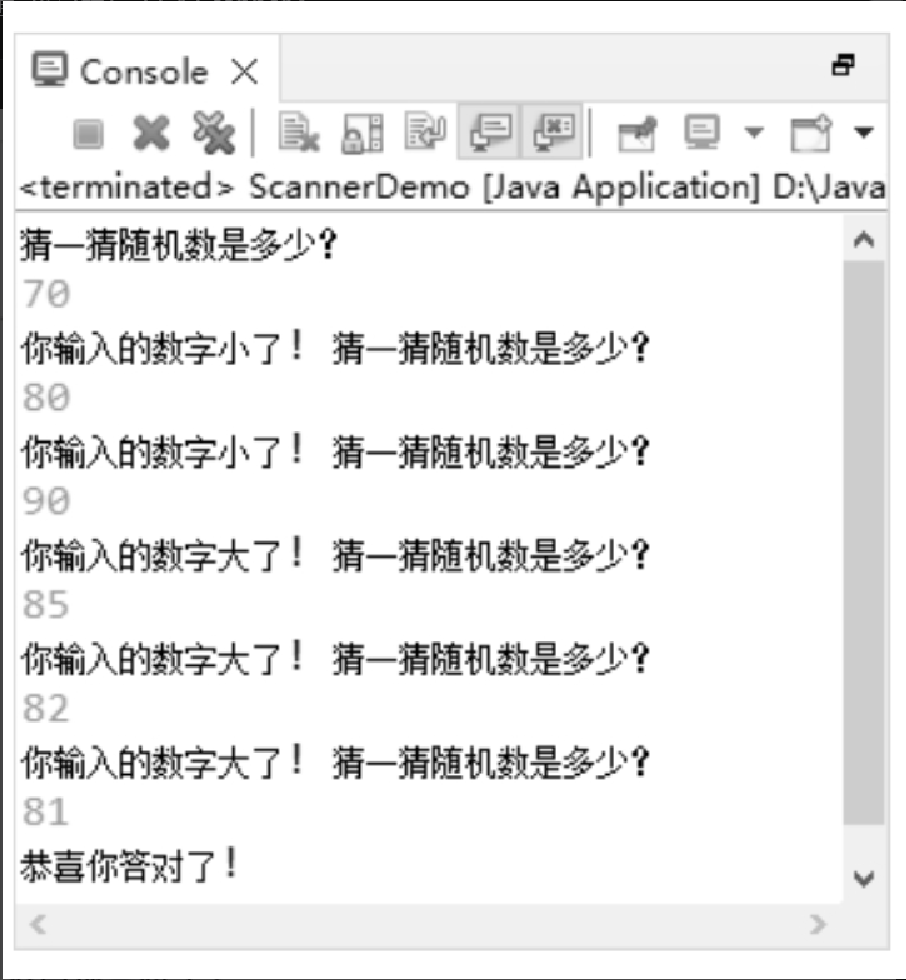 Console
<terminated> ScannerDemo [Java Application] D:\Java
猜一猜随机数是多少?
70
你输入的数字小了! 猜一猜随机数是多少?
80
你输入的数字小了! 猜一猜随机数是多少?
90
你输入的数字大了! 猜一猜随机数是多少?
85
你输入的数字大了! 猜一猜随机数是多少?
82
你输入的数字大了! 猜一猜随机数是多少?
81
恭喜你答对了!